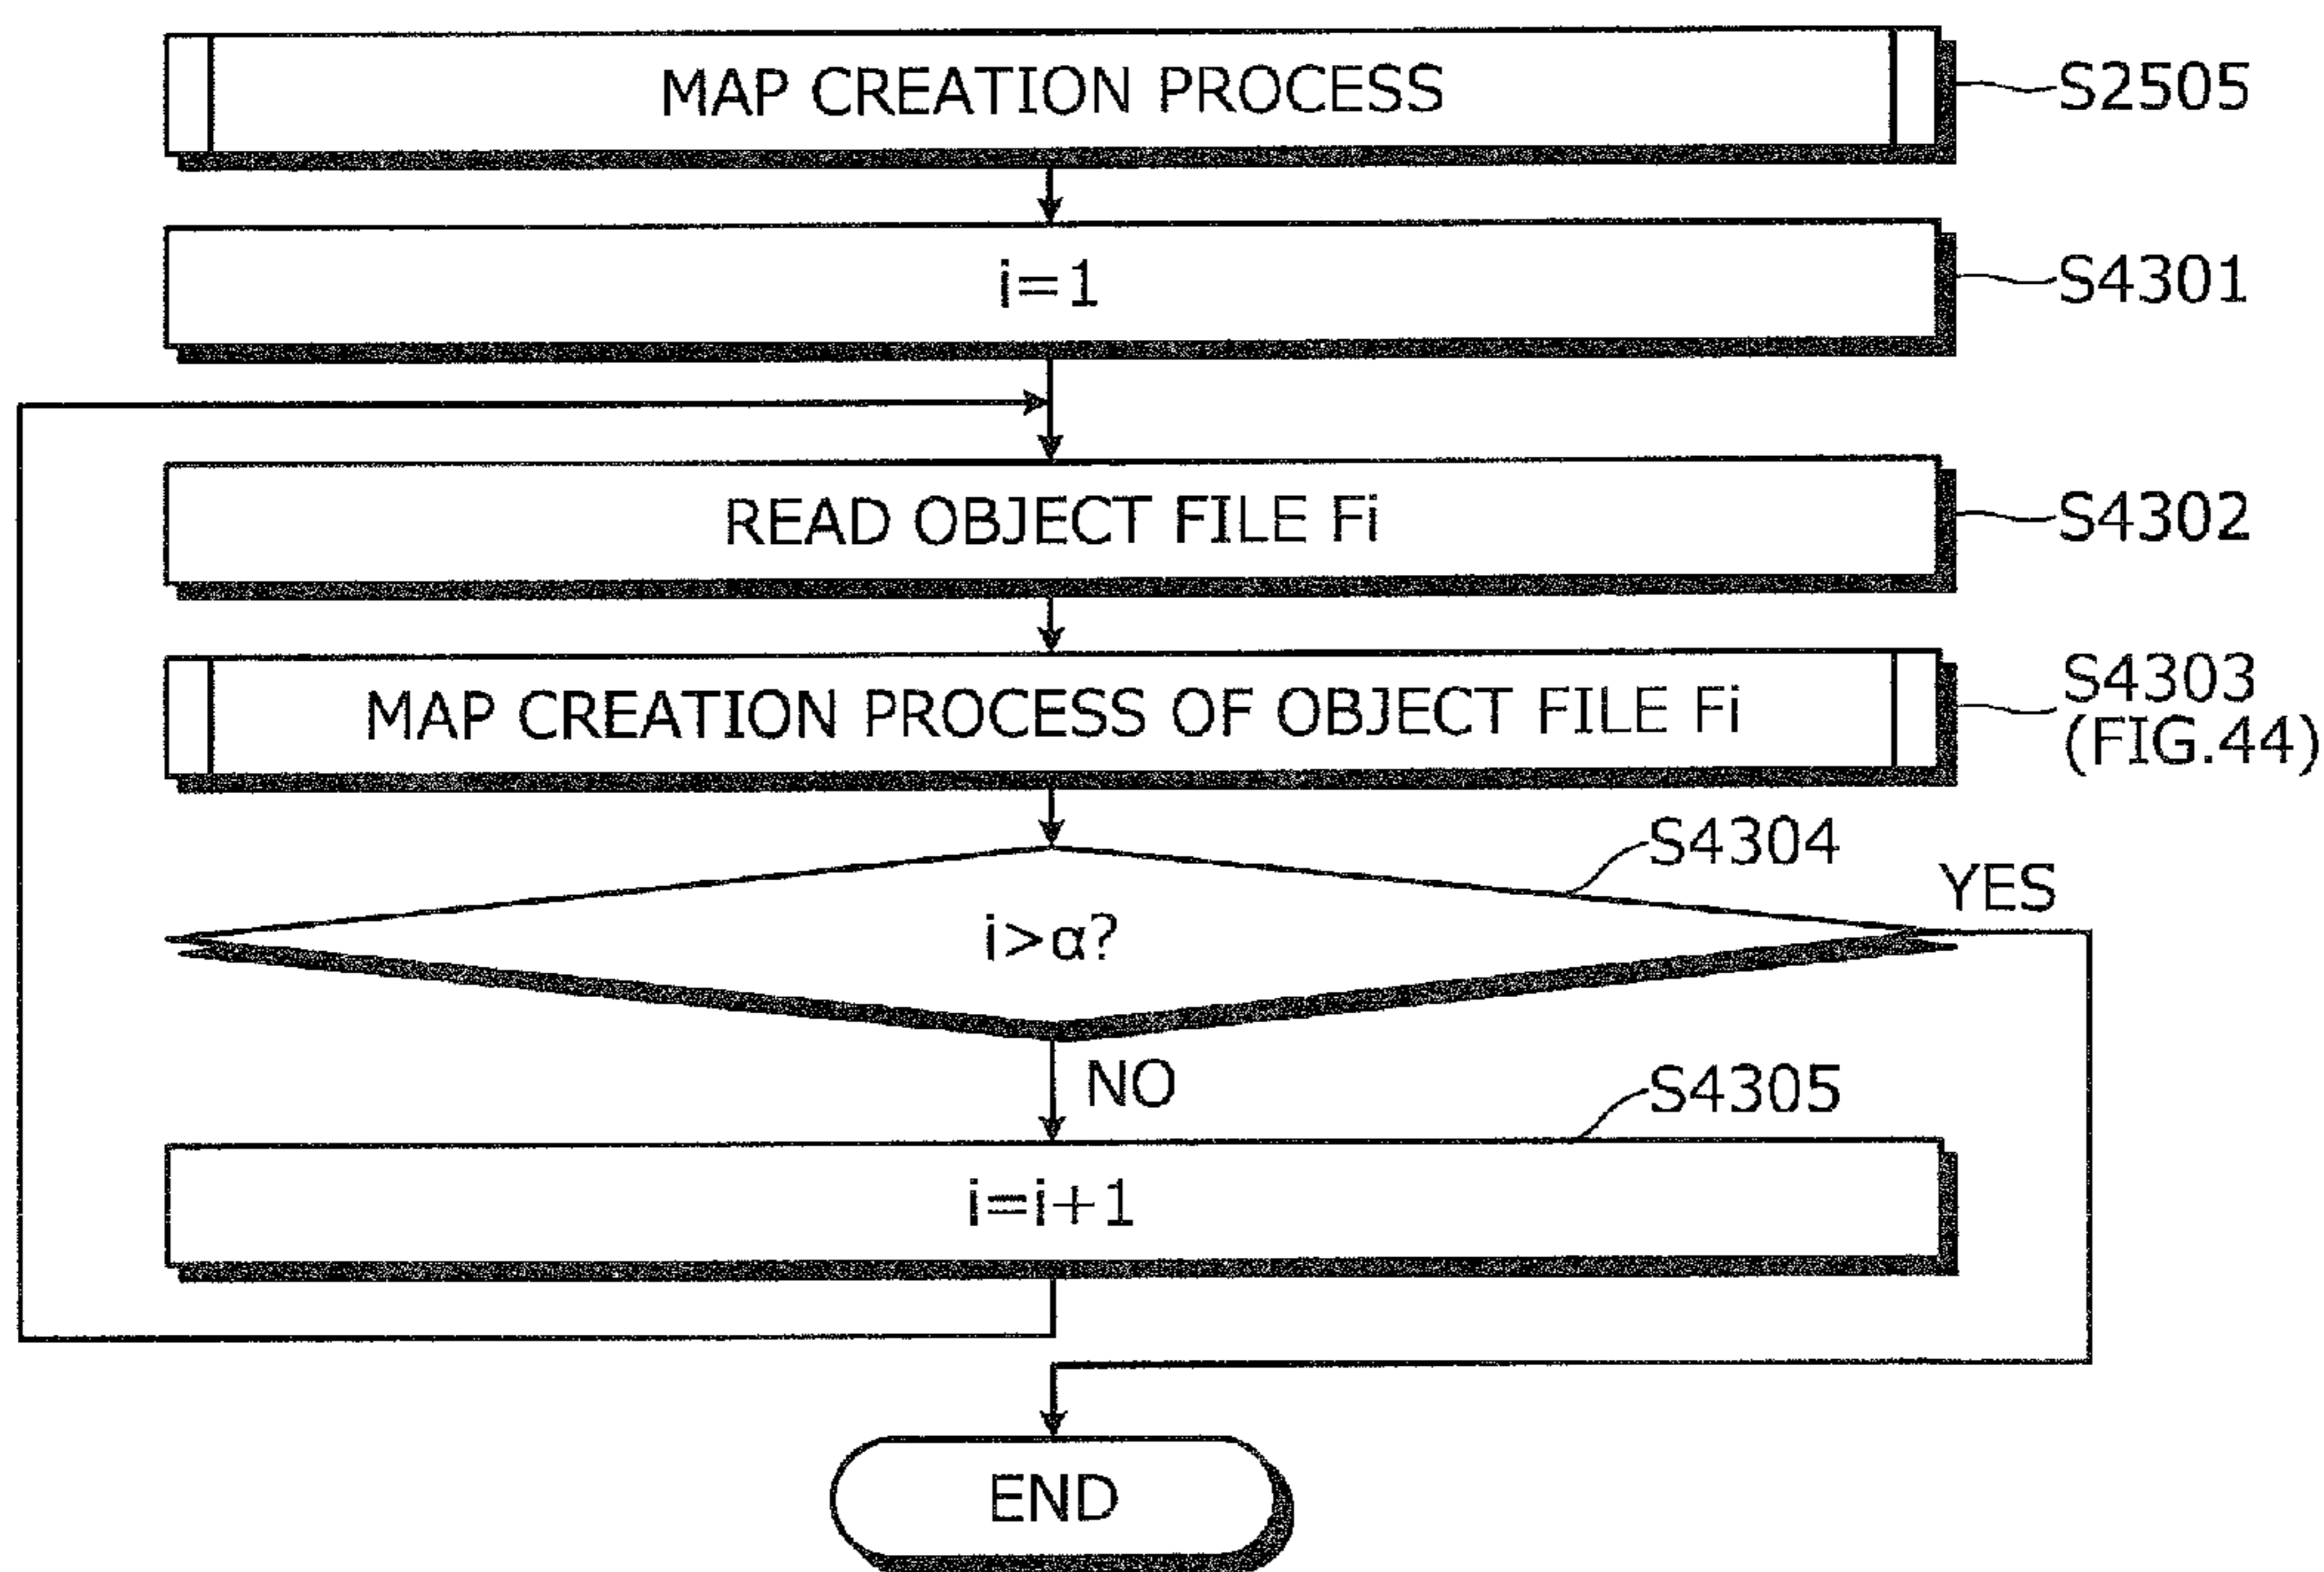 MAP CREATION PROCESS
S2505
i=1
S4301
READ OBJECT FILE Fi
S4302
MAP CREATION PROCESS OF OBJECT FILE Fi
S4303
(FIG.44)
S4304
YES
i>α?
NO
S4305
i=i+1
END